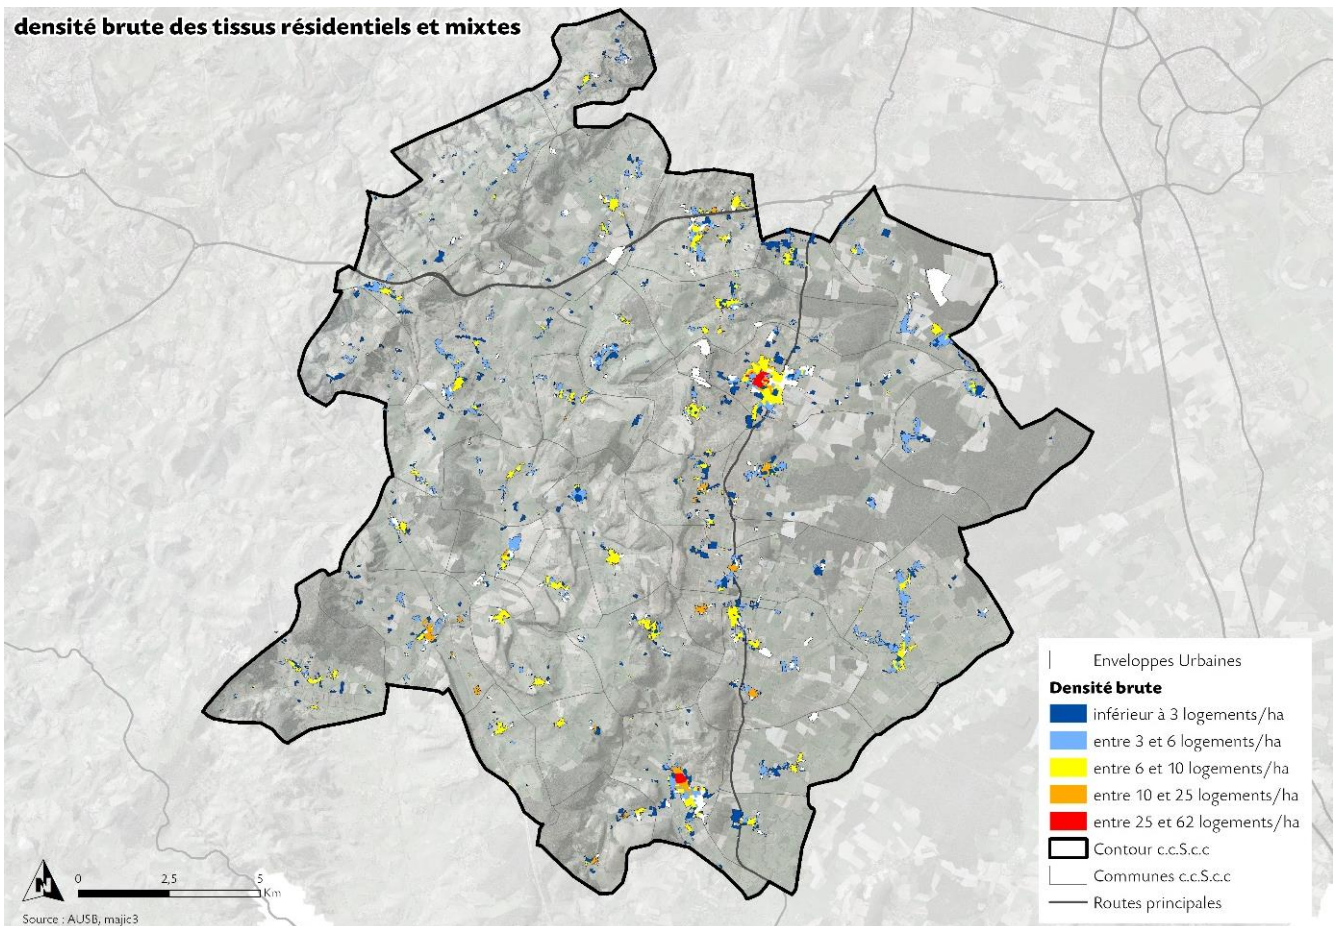 densité brute des tissus résidentiels et mixtes
Enveloppes Urbaines
Densité brute
inférieur à 3 logements/ha
entre 3 et 6 logements/ha
entre 6 et 10 logements/ha
entre 10 et 25 logements/ha
entre 25 et 62 logements/ha
Contour c.c.S.c.c
Communes c.c.S.c.c
Routes principales
N
0 2,5 5
Km
Source : AUSB, majic3